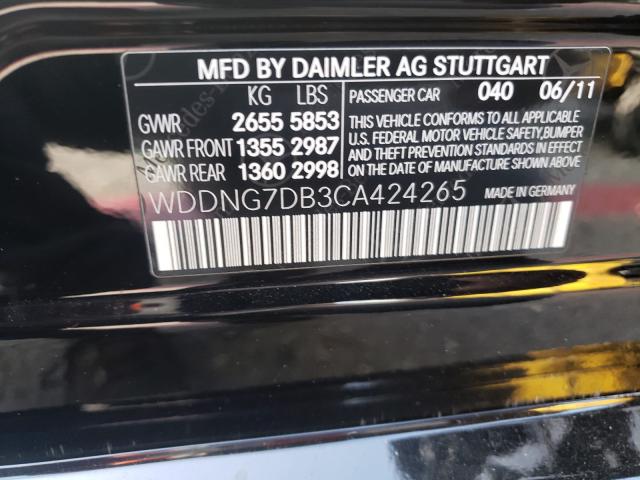 MFD BY DAIMLER AG STUTTGART
KG LBS PASSENGER CAR 040 06/11
GVWR 2655 5853
GAWR FRONT 1355 2987
GAWR REAR 1360 2998
THIS VEHICLE CONFORMS TO ALL APPLICABLE
U.S. FEDERAL MOTOR VEHICLE SAFETY, BUMPER
AND THEFT PREVENTION STANDARDS IN EFFECT
ON THE DATE OF MANUFACTURE SHOWN ABOVE.
WDDNG7DB3CA424265 MADE IN GERMANY